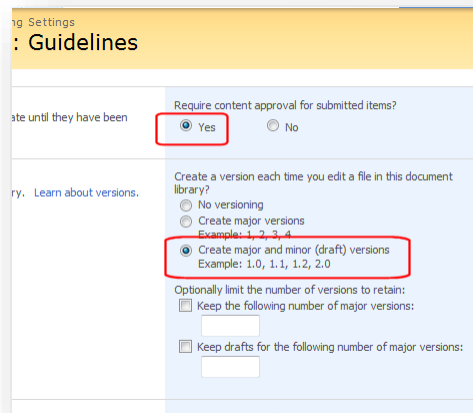 ng Settings
: Guidelines
Require content approval for submitted items?
ate until they have been
Yes No
Create a version each time you edit a file in this document
library?
ry. Learn about versions.
No versioning
Create major versions
Example: 1, 2, 3, 4
Create major and minor (draft) versions
Example: 1.0, 1.1, 1.2, 2.0
Optionally limit the number of versions to retain:
Keep the following number of major versions:
Keep drafts for the following number of major versions: